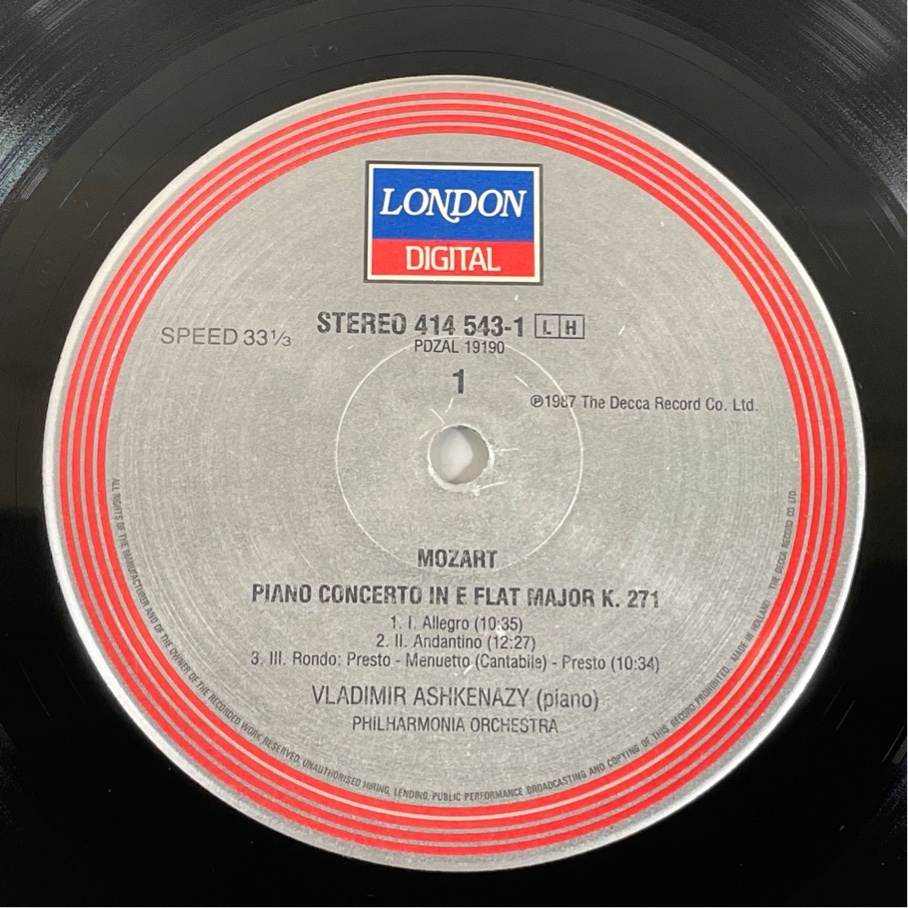 LONDON
DIGITAL
SPEED 33⅓
STEREO 414 543-1 L H
PDZAL 19190
1
℗1987 The Decca Record Co. Ltd.
MOZART
PIANO CONCERTO IN E FLAT MAJOR K. 271
1. I. Allegro (10:35)
2. II. Andantino (12:27)
3. III. Rondo: Presto - Menuetto (Cantabile) - Presto (10:34)
VLADIMIR ASHKENAZY (piano)
PHILHARMONIA ORCHESTRA
ALL RIGHTS OF THE MANUFACTURER AND OF THE OWNER OF THE RECORDED WORK RESERVED. UNAUTHORISED HIRING, LENDING, PUBLIC PERFORMANCE BROADCASTING AND COPYING OF THIS RECORD PROHIBITED. MADE IN HOLLAND THE DECCA RECORD CO LTD.